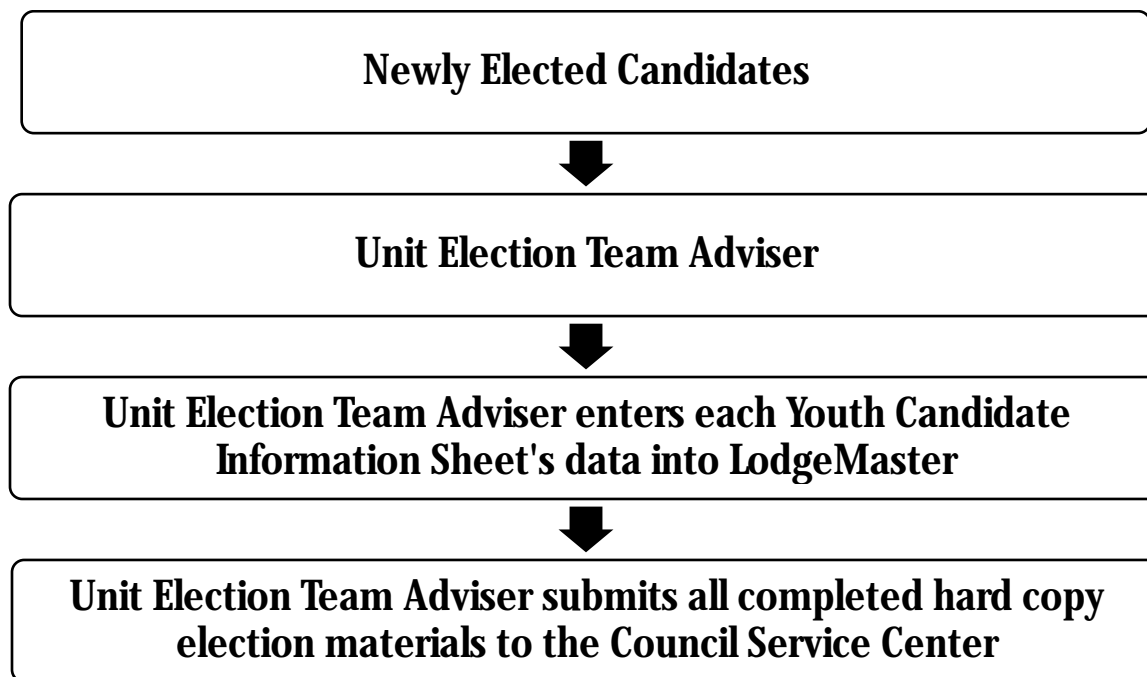 Newly Elected Candidates
Unit Election Team Adviser
Unit Election Team Adviser enters each Youth Candidate
Information Sheet's data into LodgeMaster
Unit Election Team Adviser submits all completed hard copy
election materials to the Council Service Center